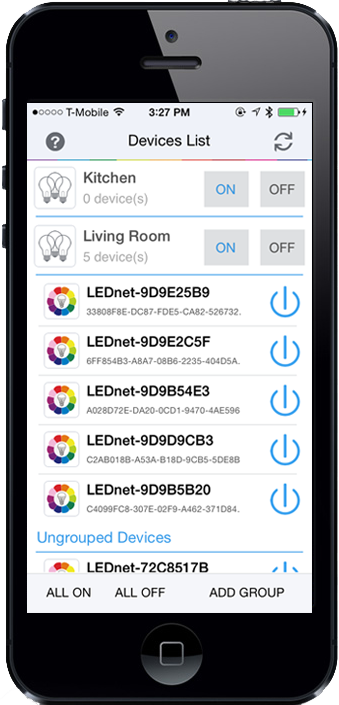 T-Mobile 3:27 PM
? Devices List
Kitchen
0 device(s)
ON OFF
Living Room
5 device(s)
ON OFF
LEDnet-9D9E25B9
33808F8E-DC87-FDE5-CA82-526732.
LEDnet-9D9E2C5F
6FF854B3-A8A7-08B6-2235-404D5A.
LEDnet-9D9B54E3
A028D72E-DA20-0CD1-9470-4AE596
LEDnet-9D9D9CB3
C2AB018B-A53A-B18D-9CB5-5DE8B
LEDnet-9D9B5B20
C4099FC8-307E-02F9-A462-371D84.
Ungrouped Devices
LEDnet-72C8517B
ALL ON ALL OFF ADD GROUP